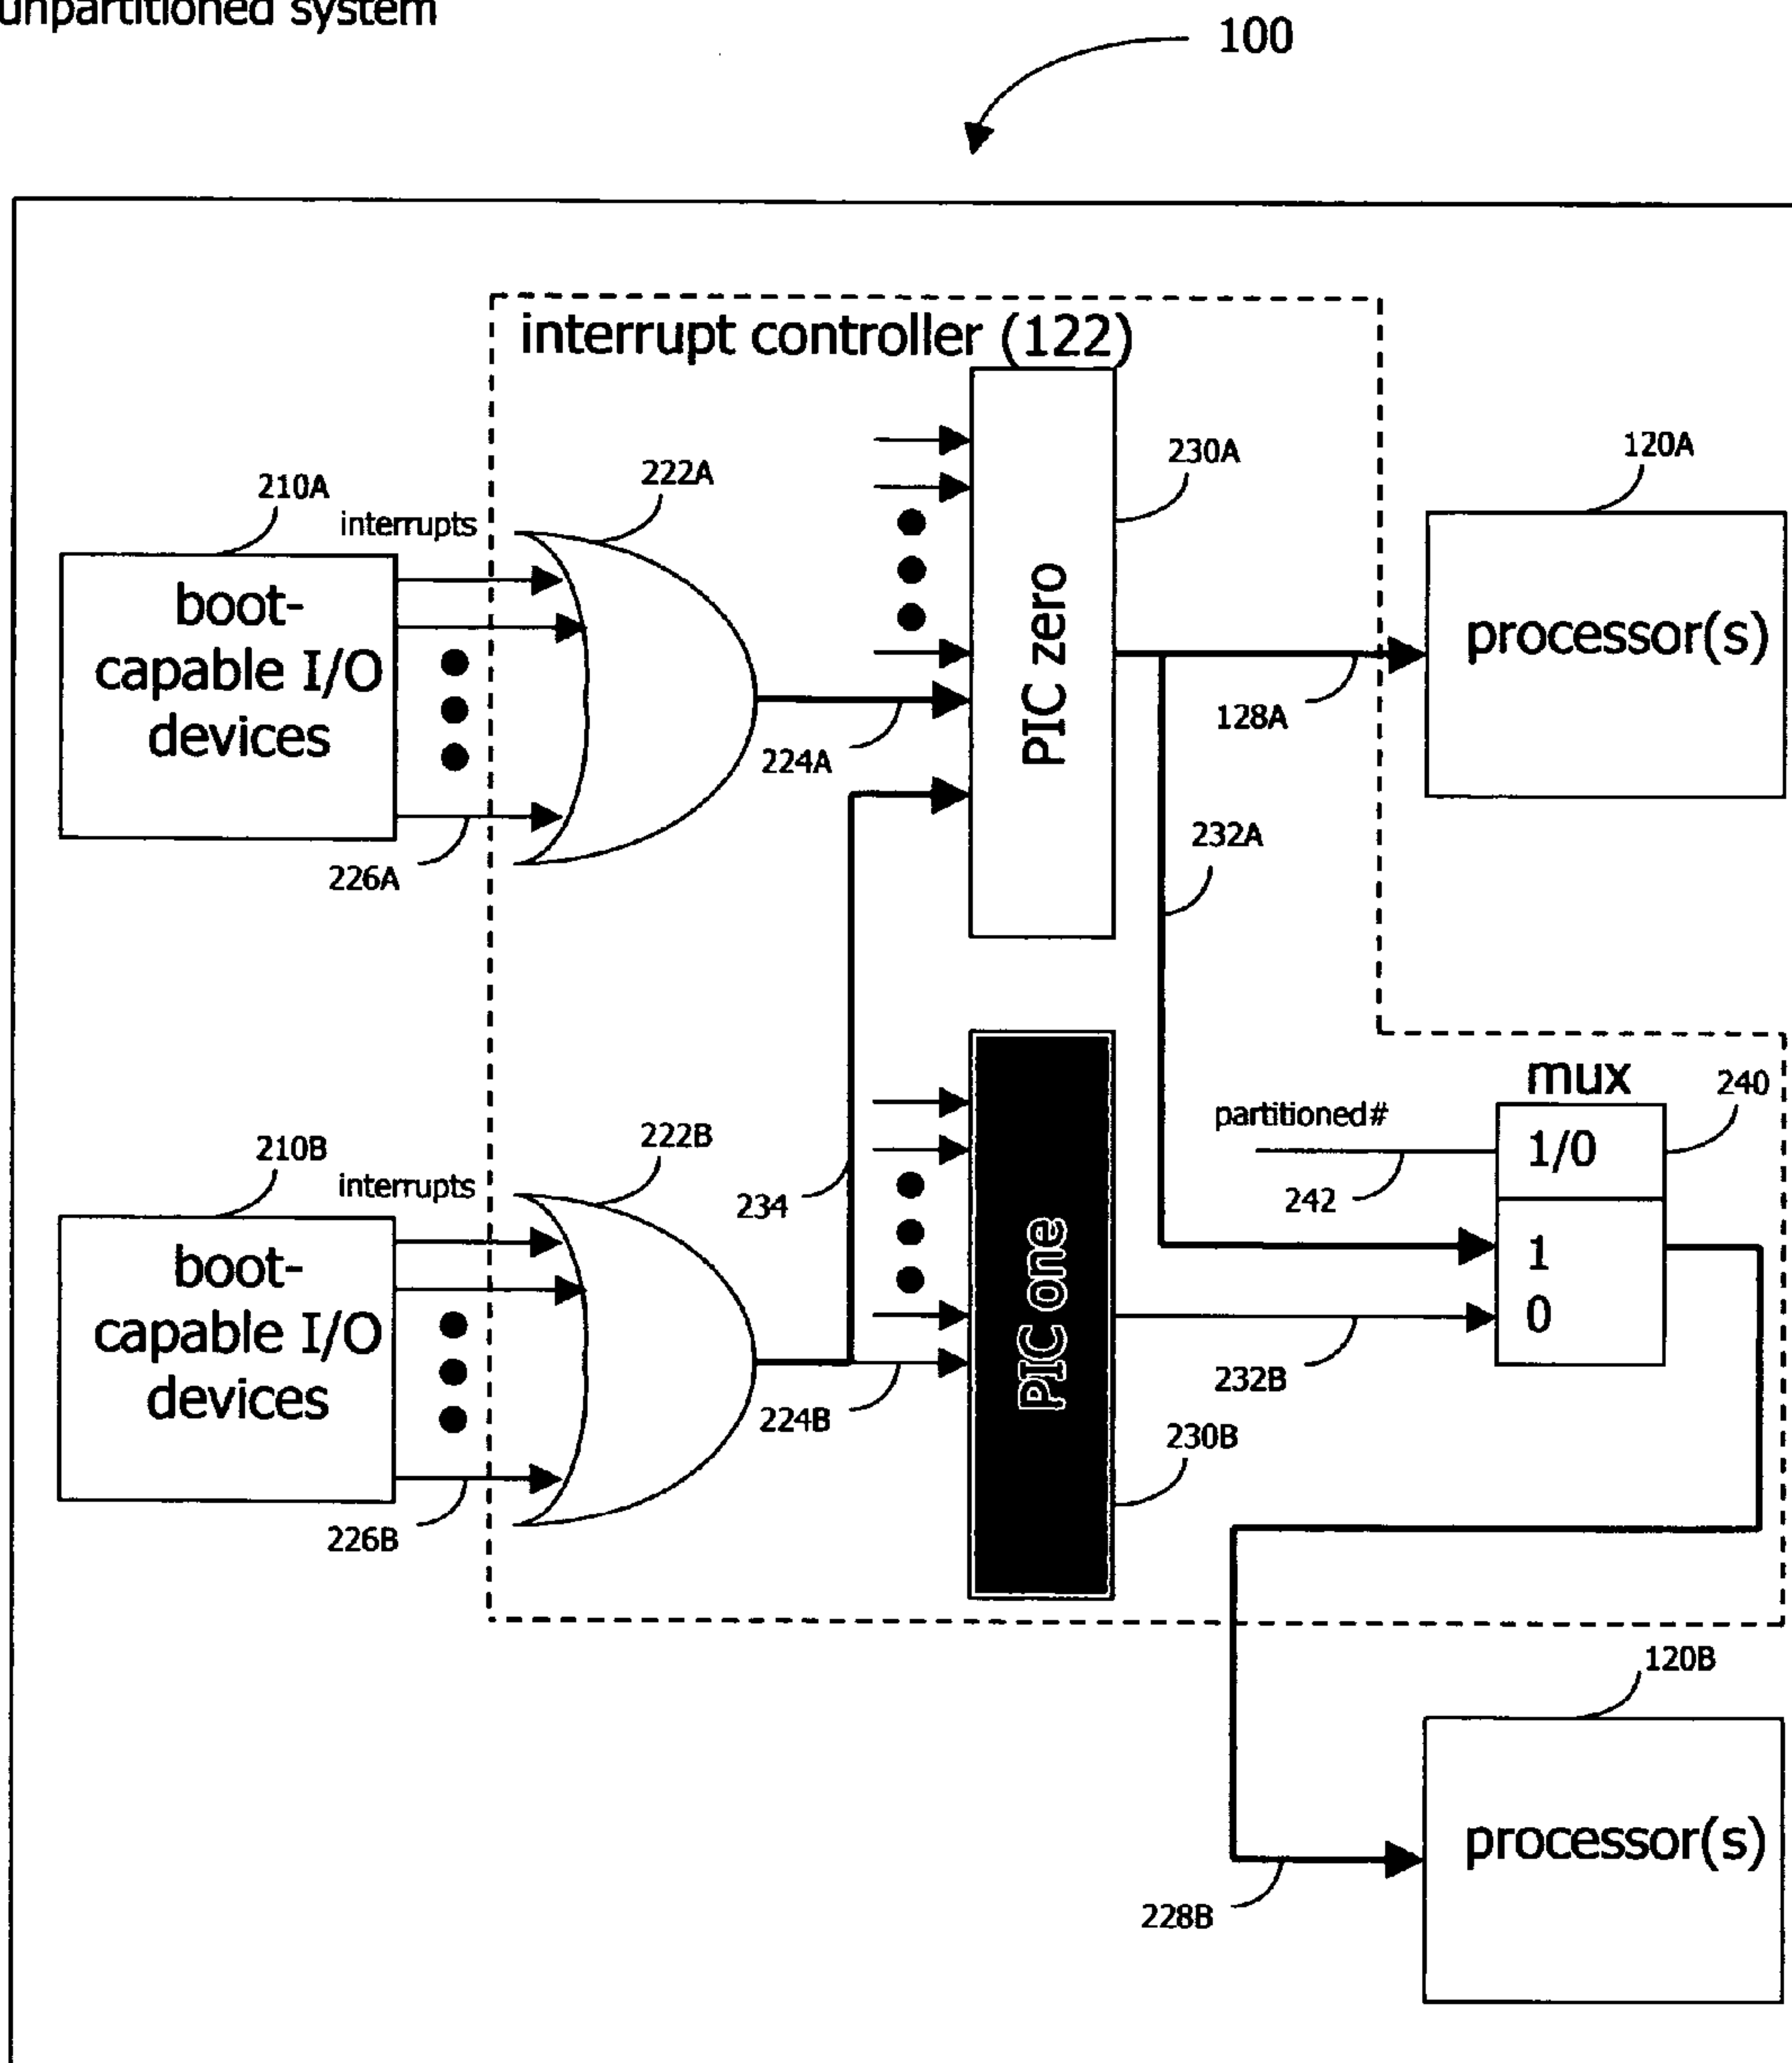 unpartitioned system
100
interrupt controller (122)
210A
interrupts
222A
230A
120A
boot-
capable I/O
devices
PIC zero
processor(s)
128A
224A
226A
232A
mux
240
partitioned#
1/0
242
210B
interrupts
222B
234
boot-
capable I/O
devices
PIC one
1
0
232B
224B
230B
226B
120B
processor(s)
228B